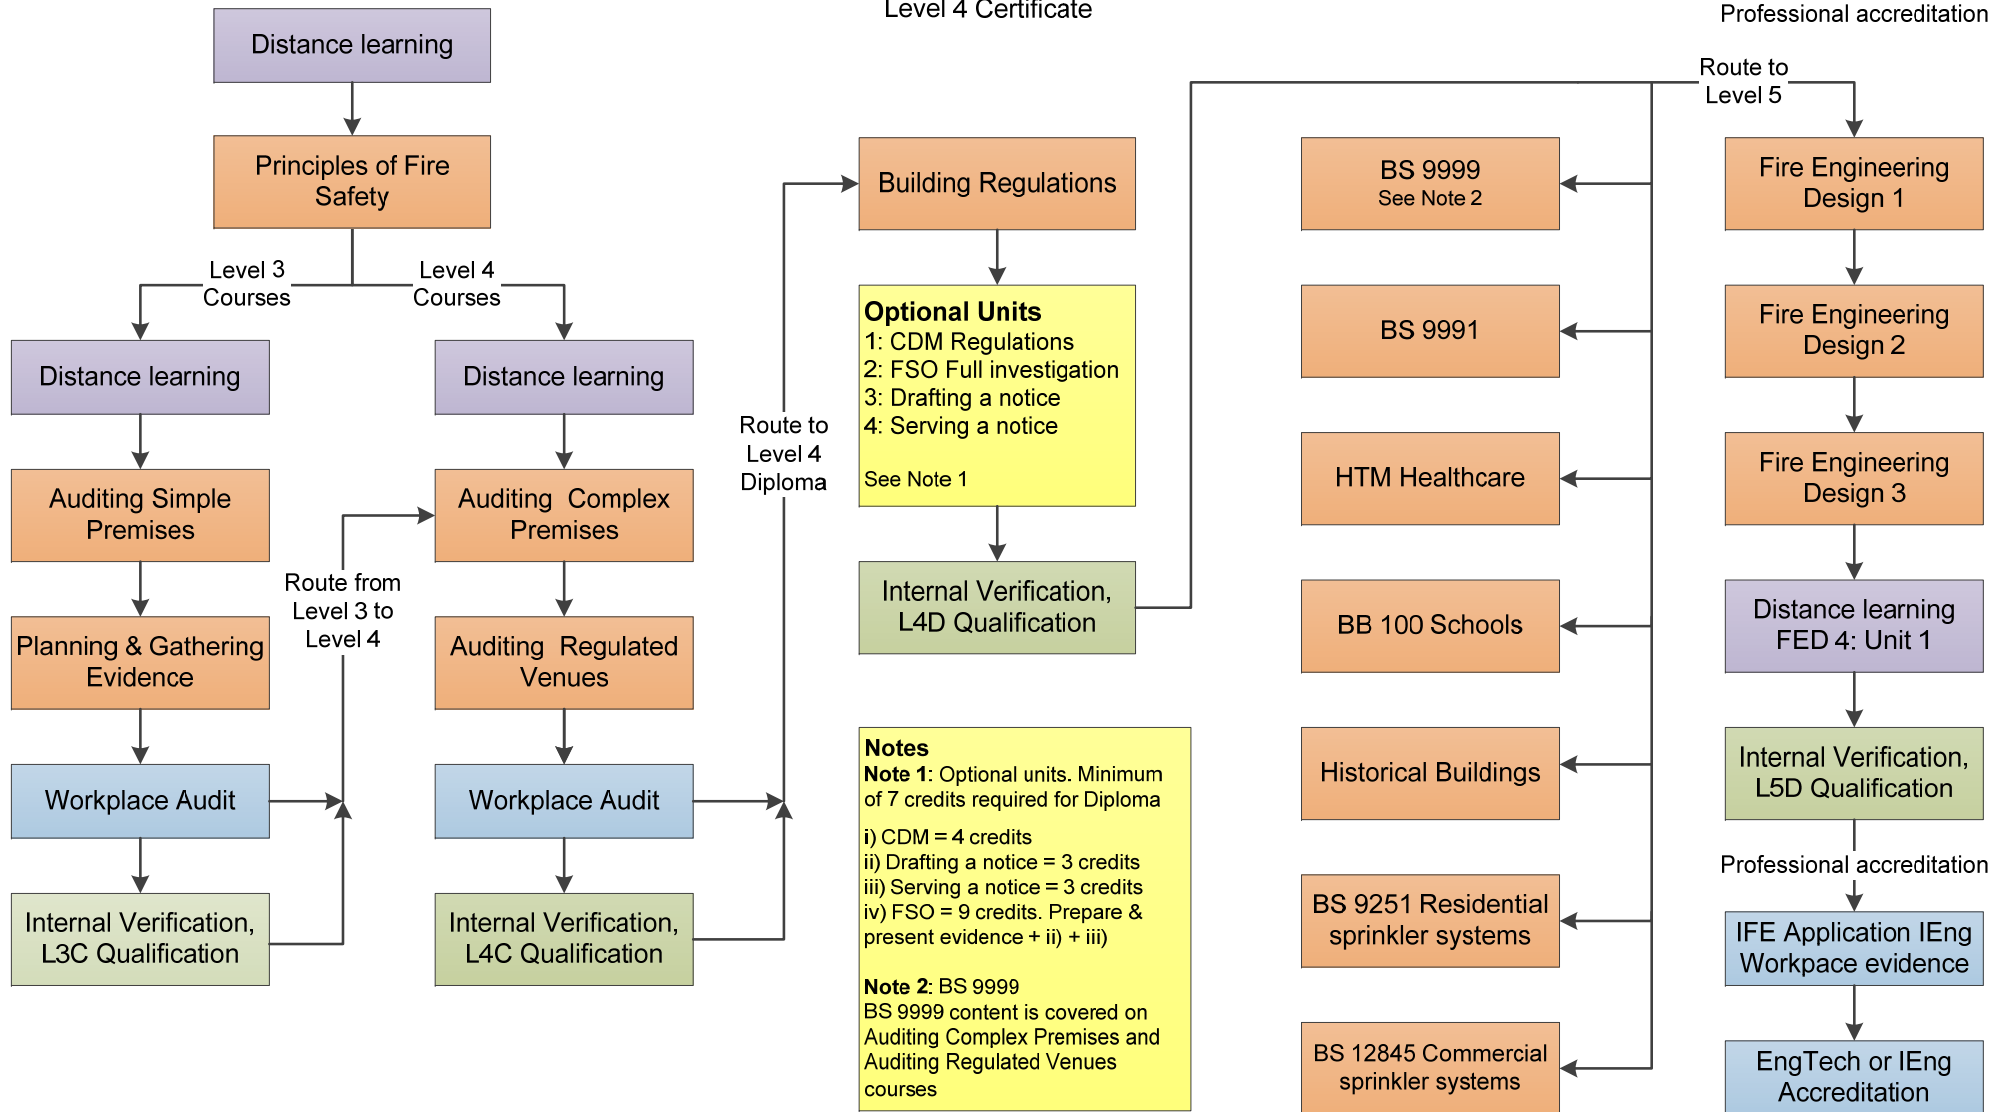 Level 4 Certificate
Professional accreditation
Distance learning
Principles of Fire
Safety
Level 3
Courses
Level 4
Courses
Distance learning
Auditing Simple
Premises
Planning & Gathering
Evidence
Workplace Audit
Internal Verification,
L3C Qualification
Route from
Level 3 to
Level 4
Distance learning
Auditing Complex
Premises
Auditing Regulated
Venues
Workplace Audit
Internal Verification,
L4C Qualification
Route to
Level 4
Diploma
Building Regulations
Optional Units
1: CDM Regulations
2: FSO Full investigation
3: Drafting a notice
4: Serving a notice
See Note 1
Internal Verification,
L4D Qualification
Notes
Note 1: Optional units. Minimum
of 7 credits required for Diploma
i) CDM = 4 credits
ii) Drafting a notice = 3 credits
iii) Serving a notice = 3 credits
iv) FSO = 9 credits. Prepare &
present evidence + ii) + iii)
Note 2: BS 9999
BS 9999 content is covered on
Auditing Complex Premises and
Auditing Regulated Venues
courses
BS 9999
See Note 2
BS 9991
HTM Healthcare
BB 100 Schools
Historical Buildings
BS 9251 Residential
sprinkler systems
BS 12845 Commercial
sprinkler systems
Route to
Level 5
Fire Engineering
Design 1
Fire Engineering
Design 2
Fire Engineering
Design 3
Distance learning
FED 4: Unit 1
Internal Verification,
L5D Qualification
Professional accreditation
IFE Application IEng
Workpace evidence
EngTech or IEng
Accreditation